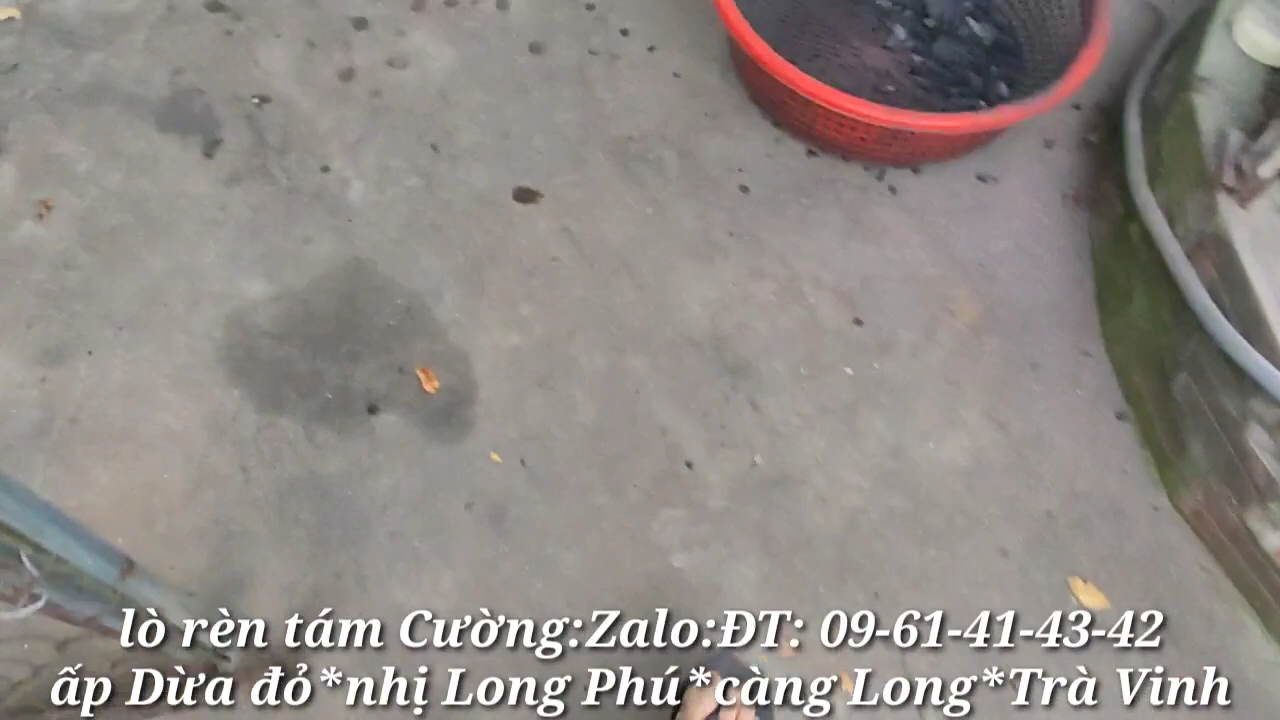 lò rèn tám Cường:Zalo:ĐT: 09-61-41-43-42
ấp Dừa đỏ*nhị Long Phú*càng Long*Trà Vinh